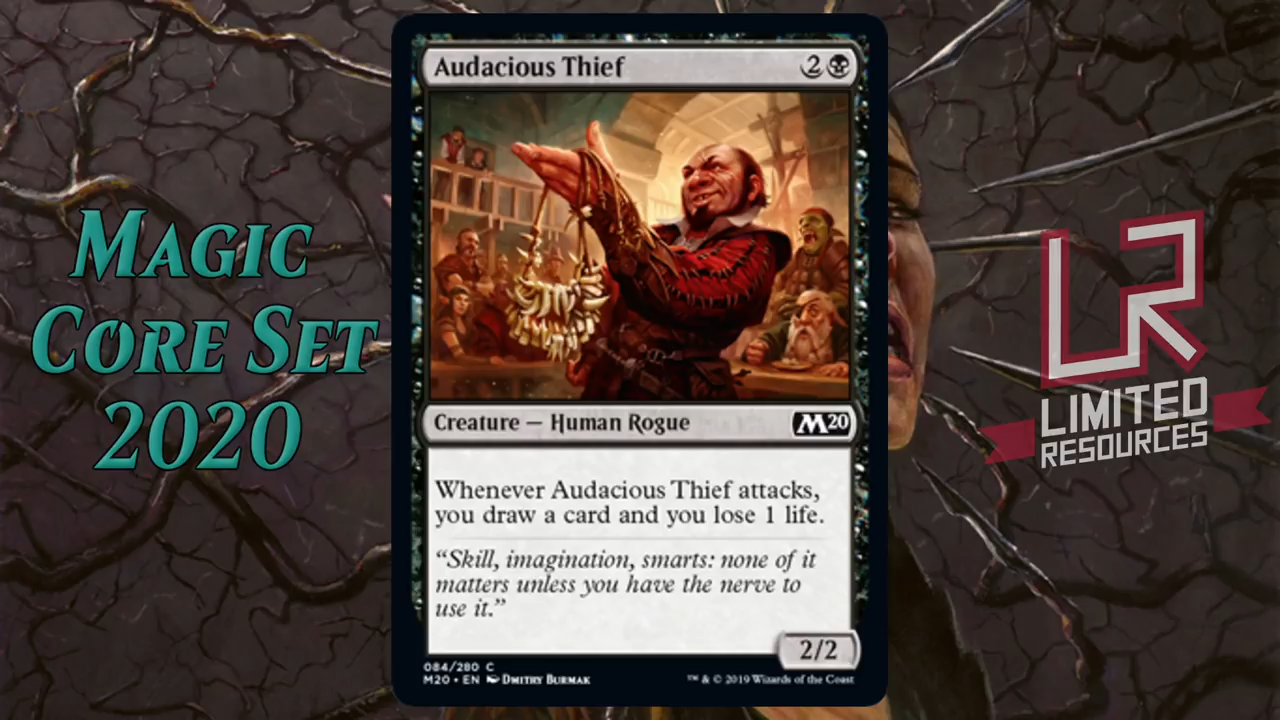 Magic
Core Set
2020
Audacious Thief 2
Creature — Human Rogue M20
Whenever Audacious Thief attacks,
you draw a card and you lose 1 life.
“Skill, imagination, smarts: none of it
matters unless you have the nerve to
use it.”
2/2
084/280 C
M20 • EN Dmitry Burmak
™ & © 2019 Wizards of the Coast
LR
LIMITED
RESOURCES